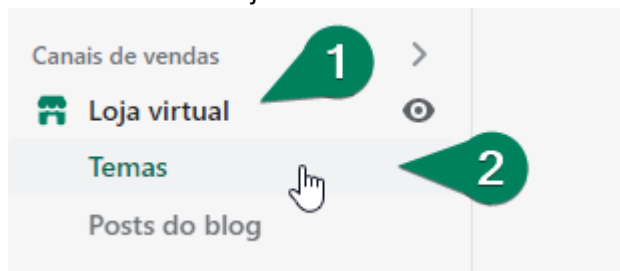 Canais de vendas
1
Loja virtual
Temas
2
Posts do blog